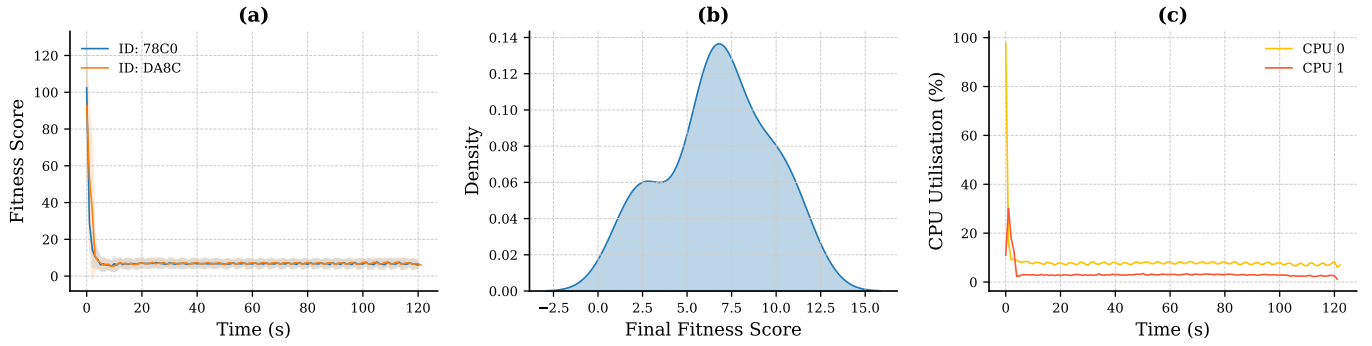 (a)
ID: 78C0
ID: DA8C
120
100
80
60
40
20
0
Fitness Score
0 20 40 60 80 100 120
Time (s)
(b)
0.14
0.12
0.10
0.08
0.06
0.04
0.02
0.00
Density
−2.5 0.0 2.5 5.0 7.5 10.0 12.5 15.0
Final Fitness Score
(c)
CPU 0
CPU 1
100
80
60
40
20
0
CPU Utilisation (%)
0 20 40 60 80 100 120
Time (s)